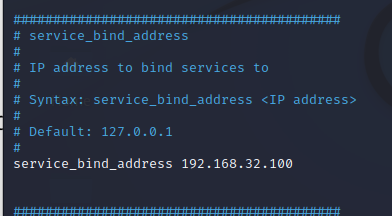 #########################################
# service_bind_address
#
# IP address to bind services to
#
# Syntax: service_bind_address <IP address>
#
# Default: 127.0.0.1
#
service_bind_address 192.168.32.100
#########################################